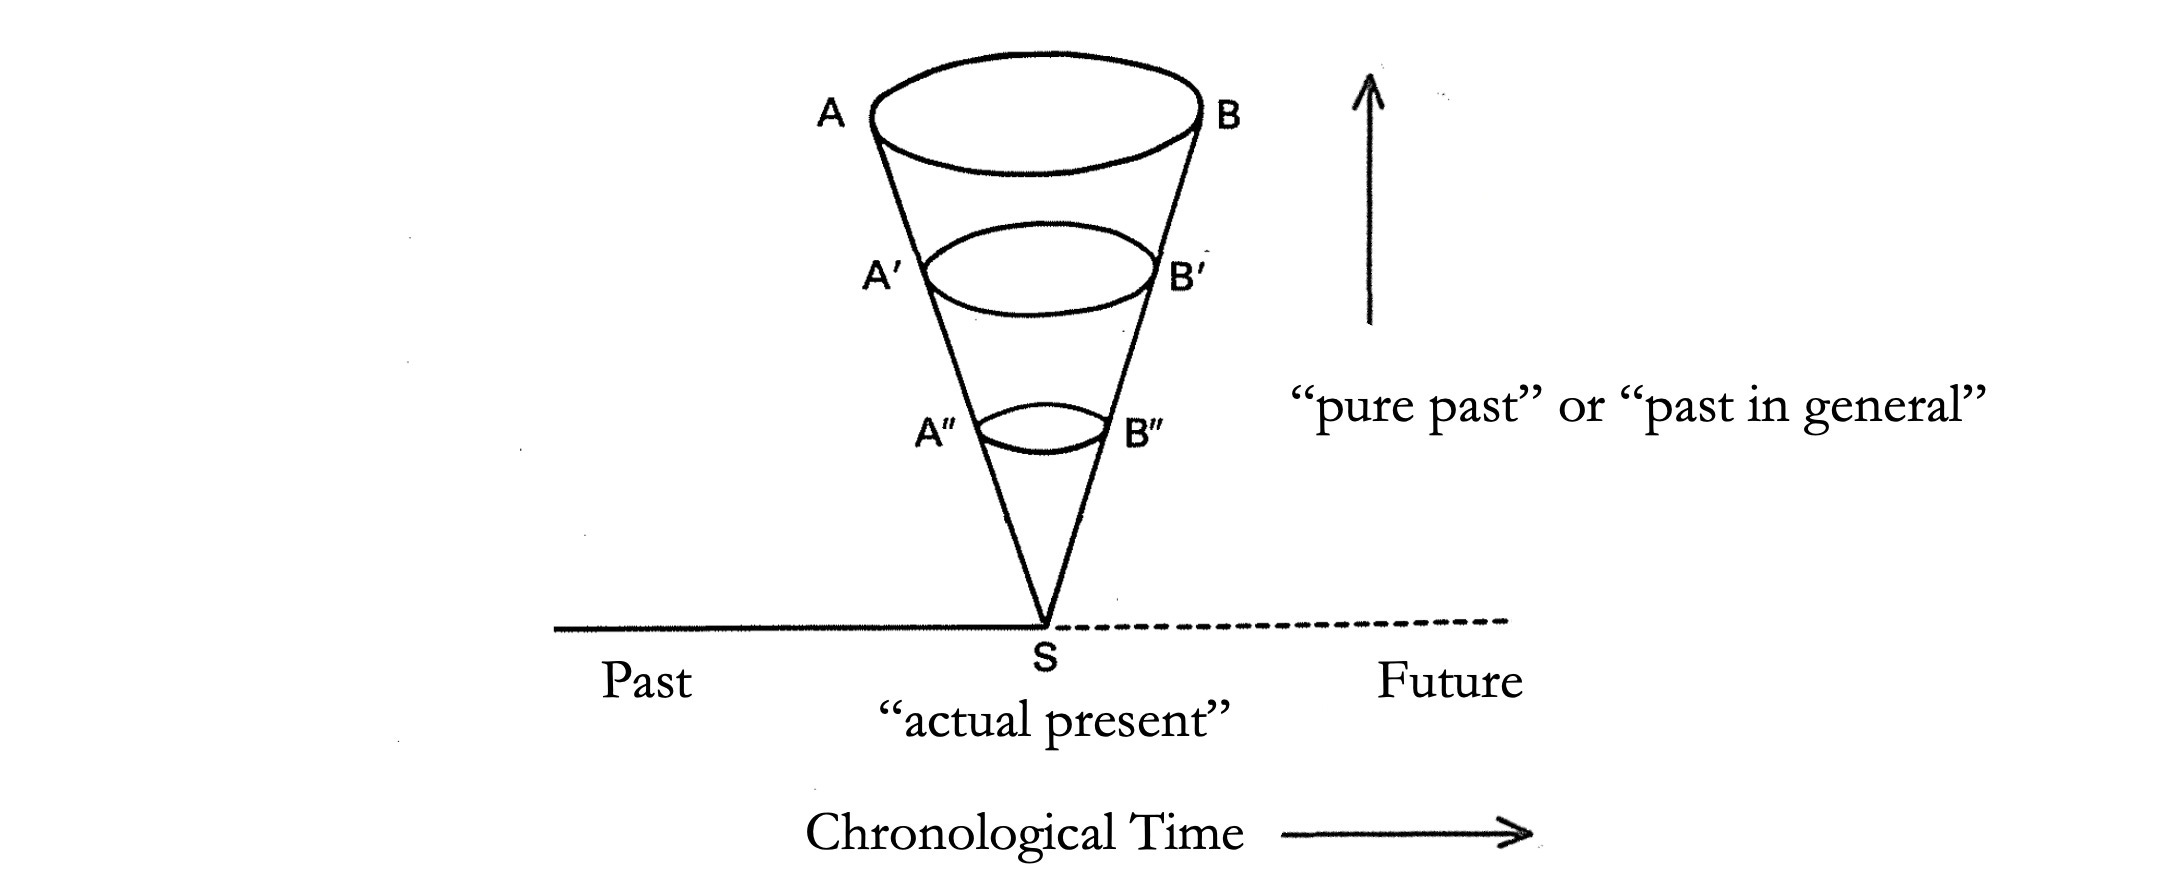 A B
A′ B′
“pure past” or “past in general”
A″ B″
S
Past Future
“actual present”
Chronological Time